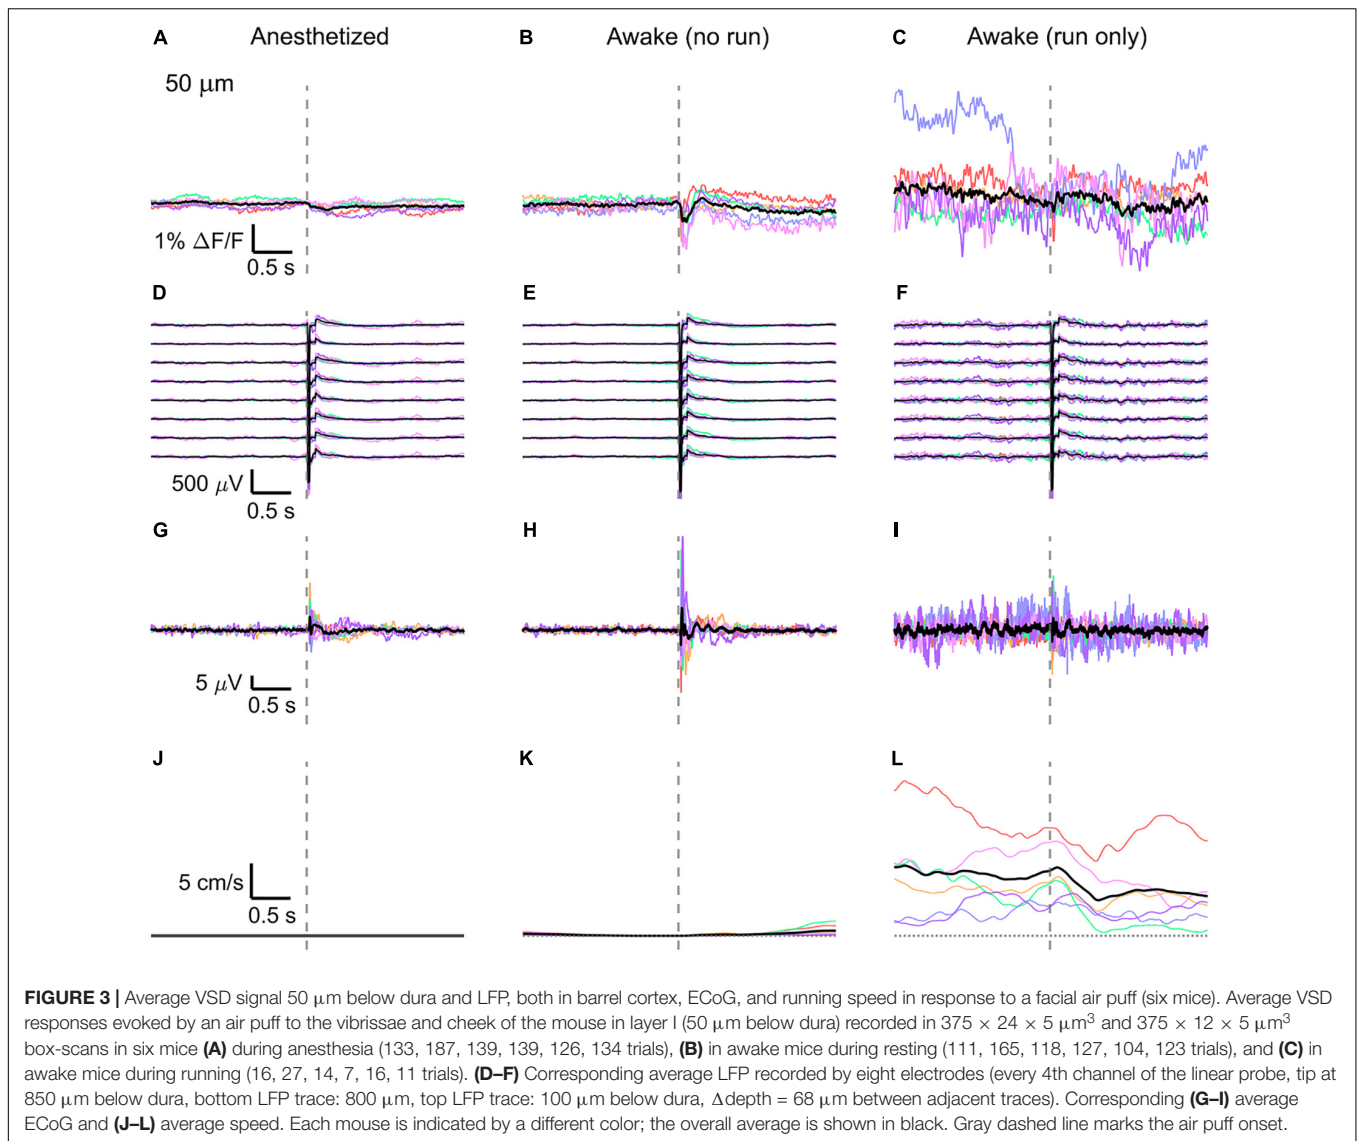 A Anesthetized B Awake (no run) C Awake (run only)
50 μm
1% ΔF/F
0.5 s
D E F
500 μV
0.5 s
G H I
5 μV
0.5 s
J K L
5 cm/s
0.5 s
FIGURE 3 | Average VSD signal 50 μm below dura and LFP, both in barrel cortex, ECoG, and running speed in response to a facial air puff (six mice). Average VSD
responses evoked by an air puff to the vibrissae and cheek of the mouse in layer I (50 μm below dura) recorded in 375 × 24 × 5 μm³ and 375 × 12 × 5 μm³
box-scans in six mice (A) during anesthesia (133, 187, 139, 139, 126, 134 trials), (B) in awake mice during resting (111, 165, 118, 127, 104, 123 trials), and (C) in
awake mice during running (16, 27, 14, 7, 16, 11 trials). (D–F) Corresponding average LFP recorded by eight electrodes (every 4th channel of the linear probe, tip at
850 μm below dura, bottom LFP trace: 800 μm, top LFP trace: 100 μm below dura, Δdepth = 68 μm between adjacent traces). Corresponding (G–I) average
ECoG and (J–L) average speed. Each mouse is indicated by a different color; the overall average is shown in black. Gray dashed line marks the air puff onset.